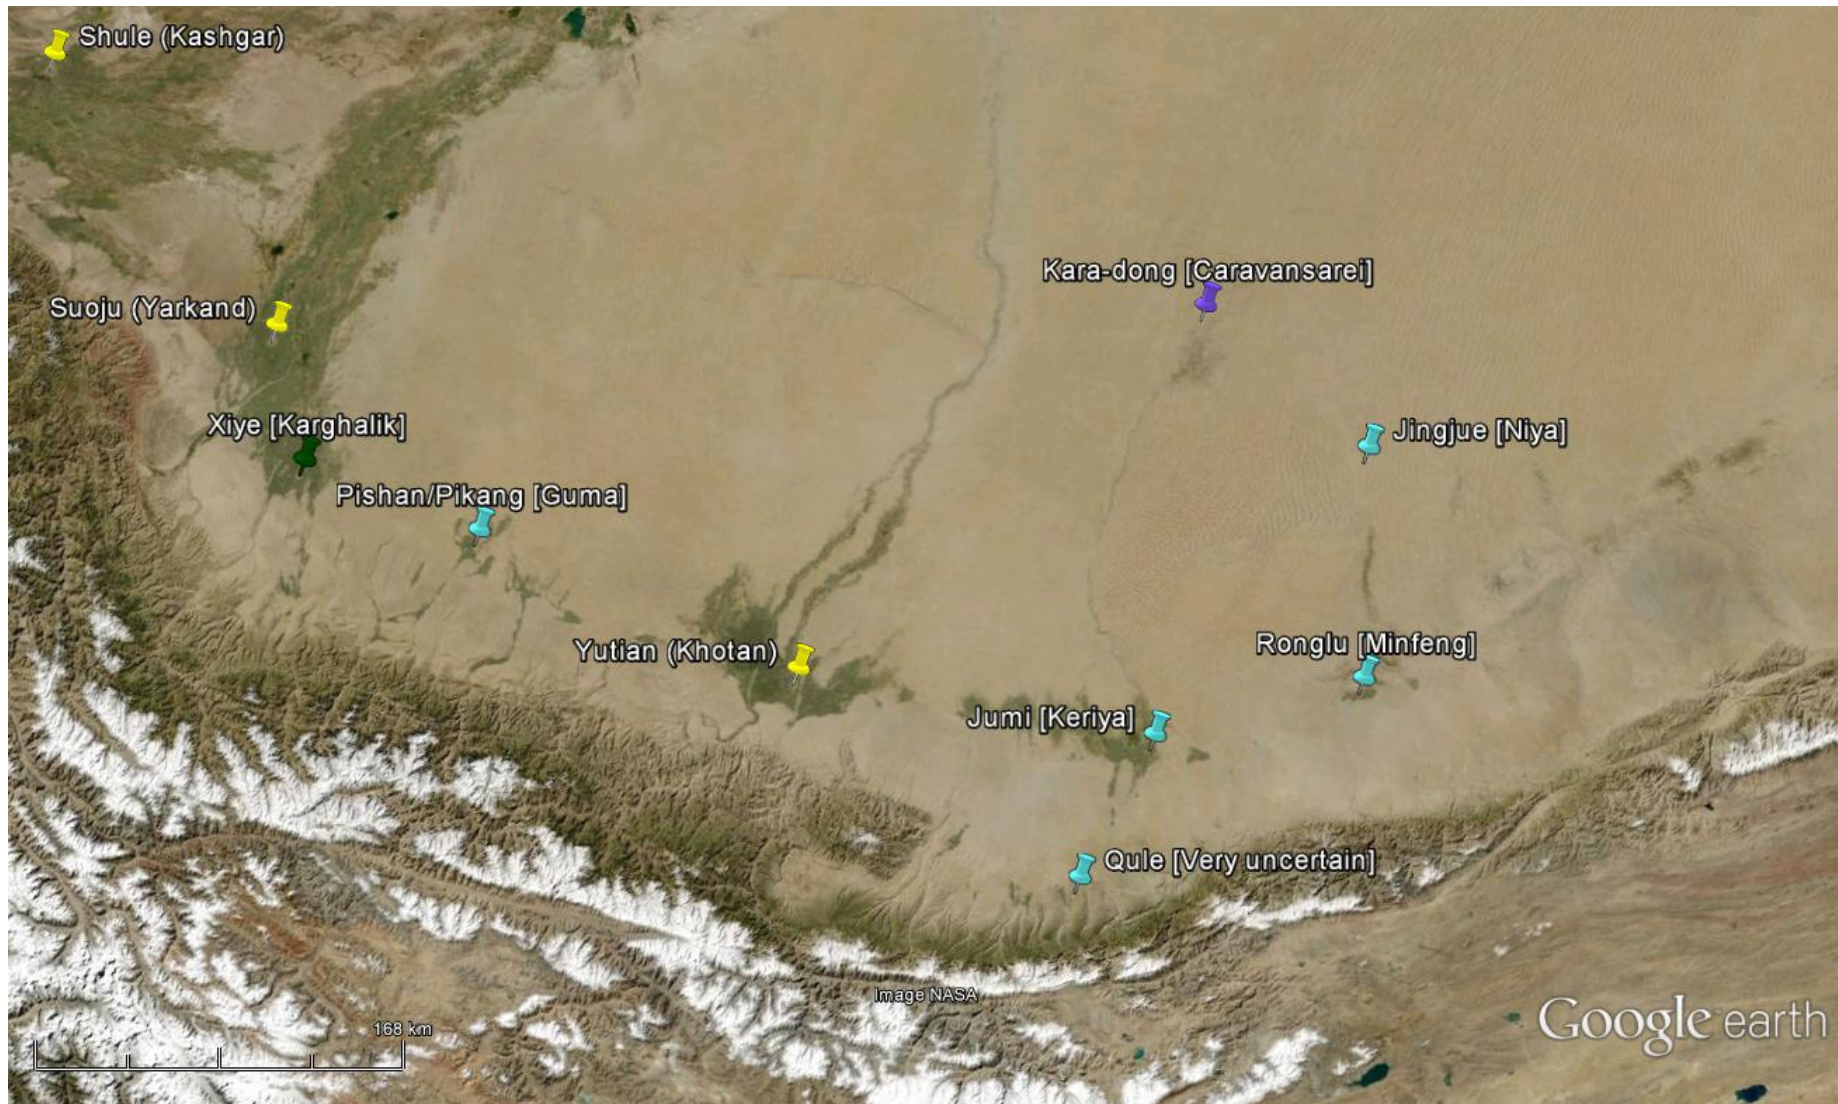 Shule (Kashgar)
Kara-dong [Caravansarei]
Suoju (Yarkand)
Xiye [Karghalik]
Jingjue [Niya]
Pishan/Pikang [Guma]
Yutian (Khotan)
Ronglu [Minfeng]
Jumi [Keriya]
Qule [Very uncertain]
Image NASA
168 km
Google earth